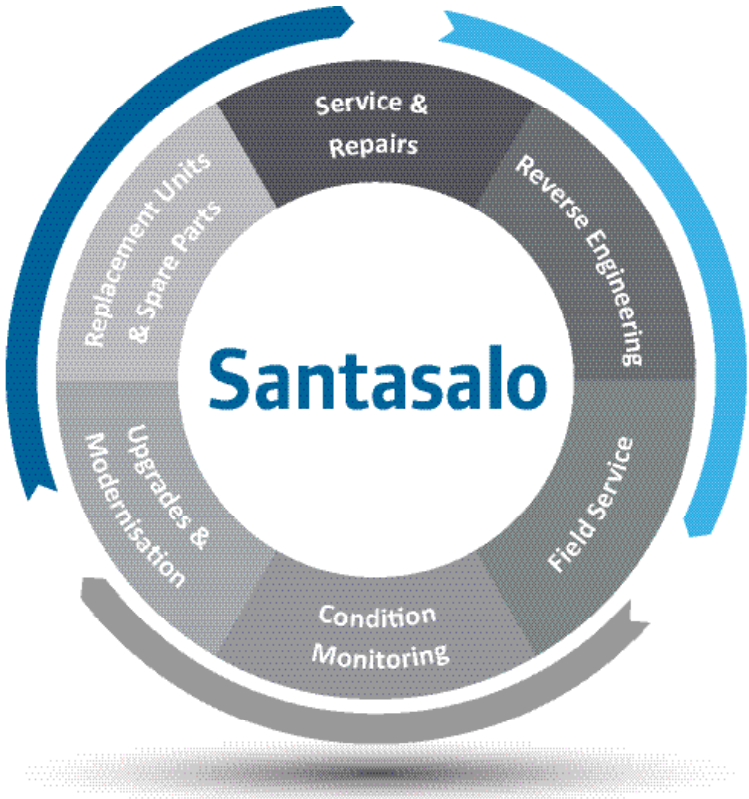 Service &
Repairs
Reverse Engineering
Field Service
Condition
Monitoring
Upgrades &
Modernisation
Replacement Units
& Spare Parts
Santasalo